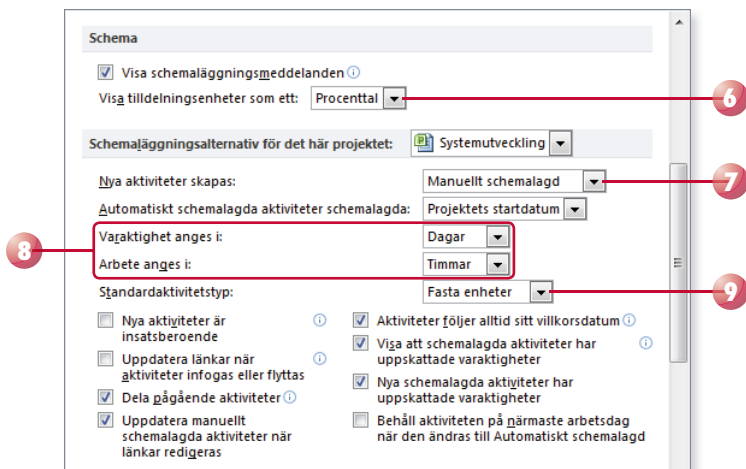 Schema
Visa schemaläggningsmeddelanden
Visa tilldelningsenheter som ett: Procenttal
6
Schemaläggningsalternativ för det här projektet: Systemutveckling
Nya aktiviteter skapas: Manuellt schemalagd
7
Automatiskt schemalagda aktiviteter schemalagda: Projektets startdatum
8
Varaktighet anges i: Dagar
Arbete anges i: Timmar
Standardaktivitetstyp: Fasta enheter
9
Nya aktiviteter är
insatsberoende
Uppdatera länkar när
aktiviteter infogas eller flyttas
Dela pågående aktiviteter
Uppdatera manuellt
schemalagda aktiviteter när
länkar redigeras
Aktiviteter följer alltid sitt villkorsdatum
Visa att schemalagda aktiviteter har
uppskattade varaktigheter
Nya schemalagda aktiviteter har
uppskattade varaktigheter
Behåll aktiviteten på närmaste arbetsdag
när den ändras till Automatiskt schemalagd